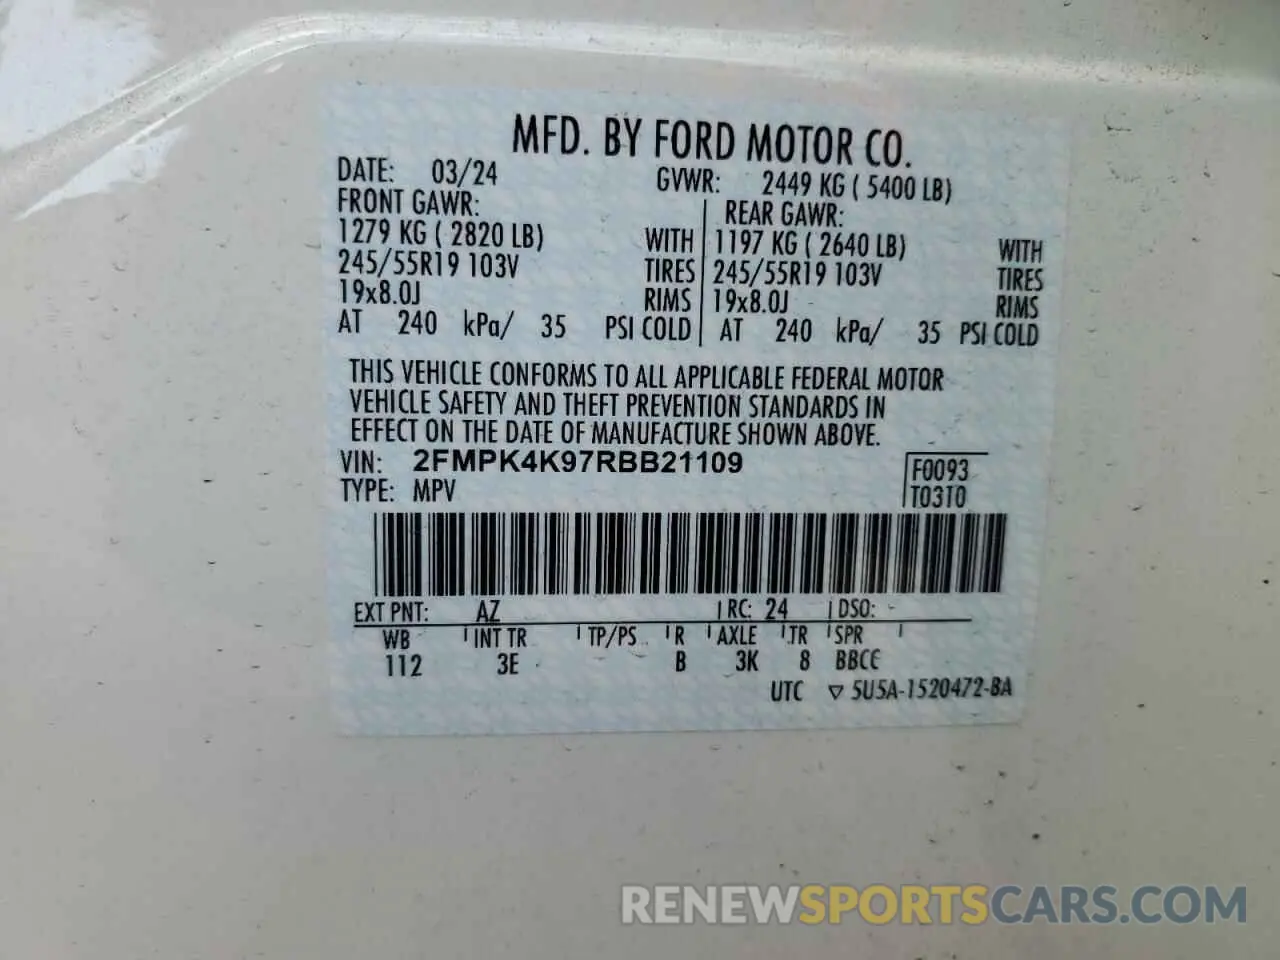 MFD. BY FORD MOTOR CO.
DATE: 03/24 GVWR: 2449 KG ( 5400 LB)
FRONT GAWR: REAR GAWR:
1279 KG ( 2820 LB) WITH 1197 KG ( 2640 LB) WITH
245/55R19 103V TIRES 245/55R19 103V TIRES
19x8.0J RIMS 19x8.0J RIMS
AT 240 kPa/ 35 PSI COLD AT 240 kPa/ 35 PSI COLD
THIS VEHICLE CONFORMS TO ALL APPLICABLE FEDERAL MOTOR
VEHICLE SAFETY AND THEFT PREVENTION STANDARDS IN
EFFECT ON THE DATE OF MANUFACTURE SHOWN ABOVE.
VIN: 2FMPK4K97RBB21109 F0093
TYPE: MPV T0310
EXT PNT: AZ RC: 24 DSO:
WB INT TR TP/PS R AXLE TR SPR
112 3E B 3K 8 BBCC
UTC ▽ 5U5A-1520472-BA
RENEWSPORTSCARS.COM